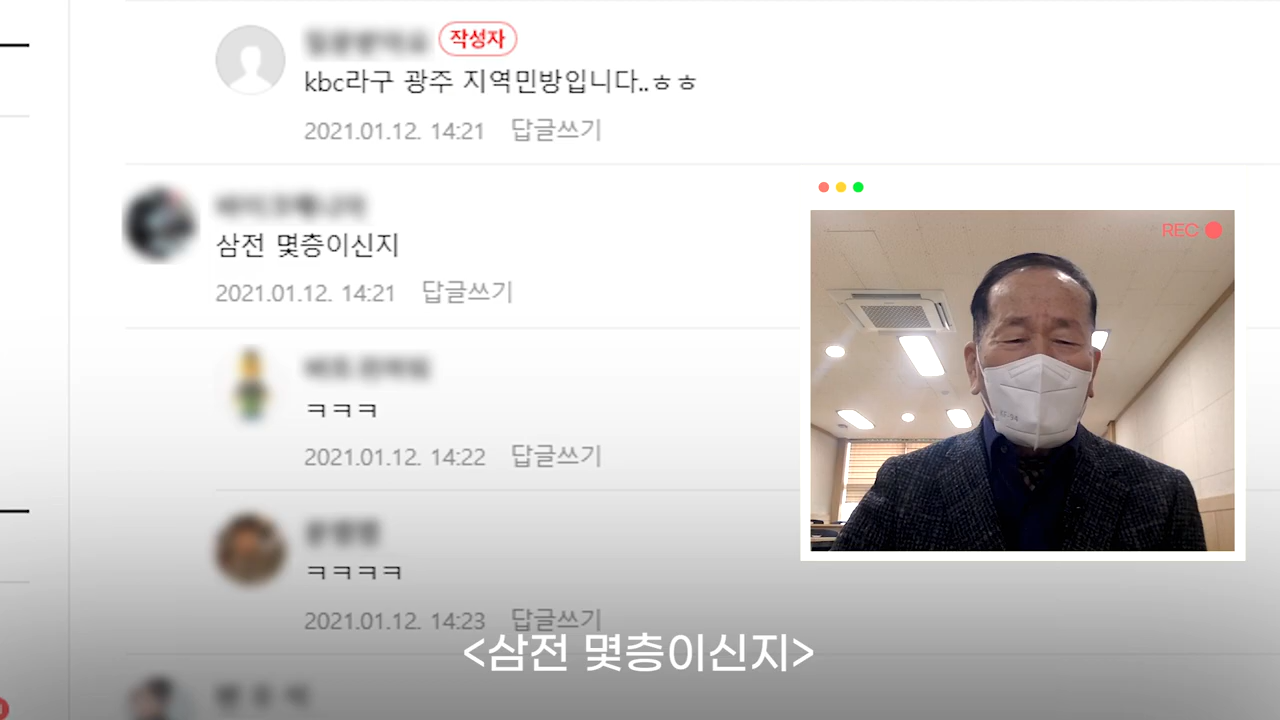 작성자
kbc라구 광주 지역민방입니다..ㅎㅎ
2021.01.12. 14:21 답글쓰기
삼전 몇층이신지
2021.01.12. 14:21 답글쓰기
ㅋㅋㅋ
2021.01.12. 14:22 답글쓰기
ㅋㅋㅋㅋ
2021.01.12. 14:23 답글쓰기
REC
<삼전 몇층이신지>